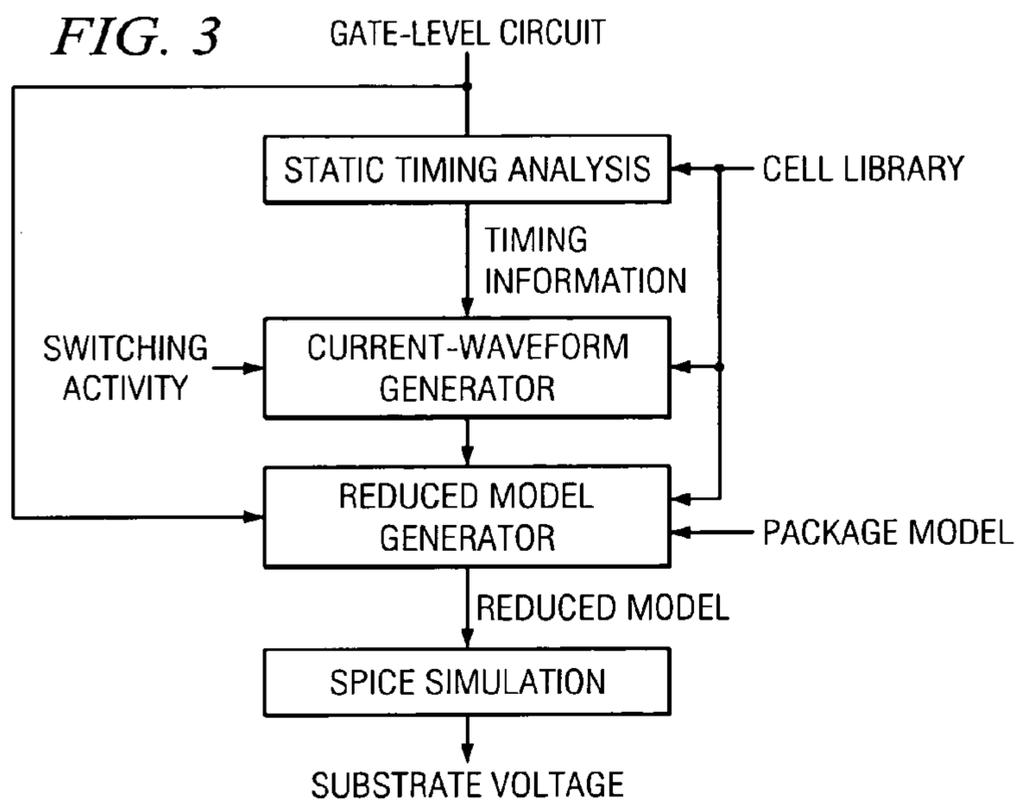 FIG. 3
GATE-LEVEL CIRCUIT
STATIC TIMING ANALYSIS
CELL LIBRARY
TIMING
INFORMATION
SWITCHING
ACTIVITY
CURRENT-WAVEFORM
GENERATOR
REDUCED MODEL
GENERATOR
PACKAGE MODEL
REDUCED MODEL
SPICE SIMULATION
SUBSTRATE VOLTAGE